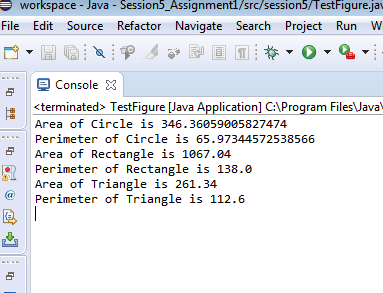 workspace - Java - Session5_Assignment1/src/session5/TestFigure.jav
File Edit Source Refactor Navigate Search Project Run
Console
<terminated> TestFigure [Java Application] C:\Program Files\Java\
Area of Circle is 346.36059005827474
Perimeter of Circle is 65.97344572538566
Area of Rectangle is 1067.04
Perimeter of Rectangle is 138.0
Area of Triangle is 261.34
Perimeter of Triangle is 112.6